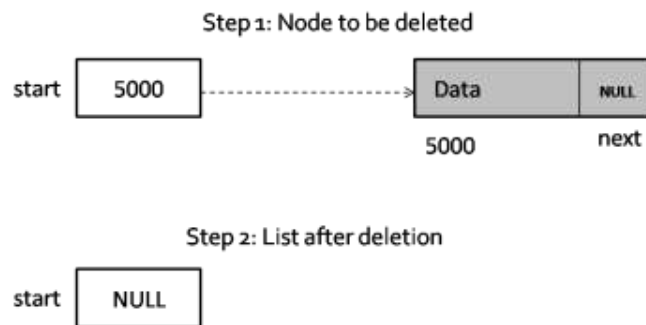 Step 1: Node to be deleted
start 5000 Data NULL
5000 next
Step 2: List after deletion
start NULL